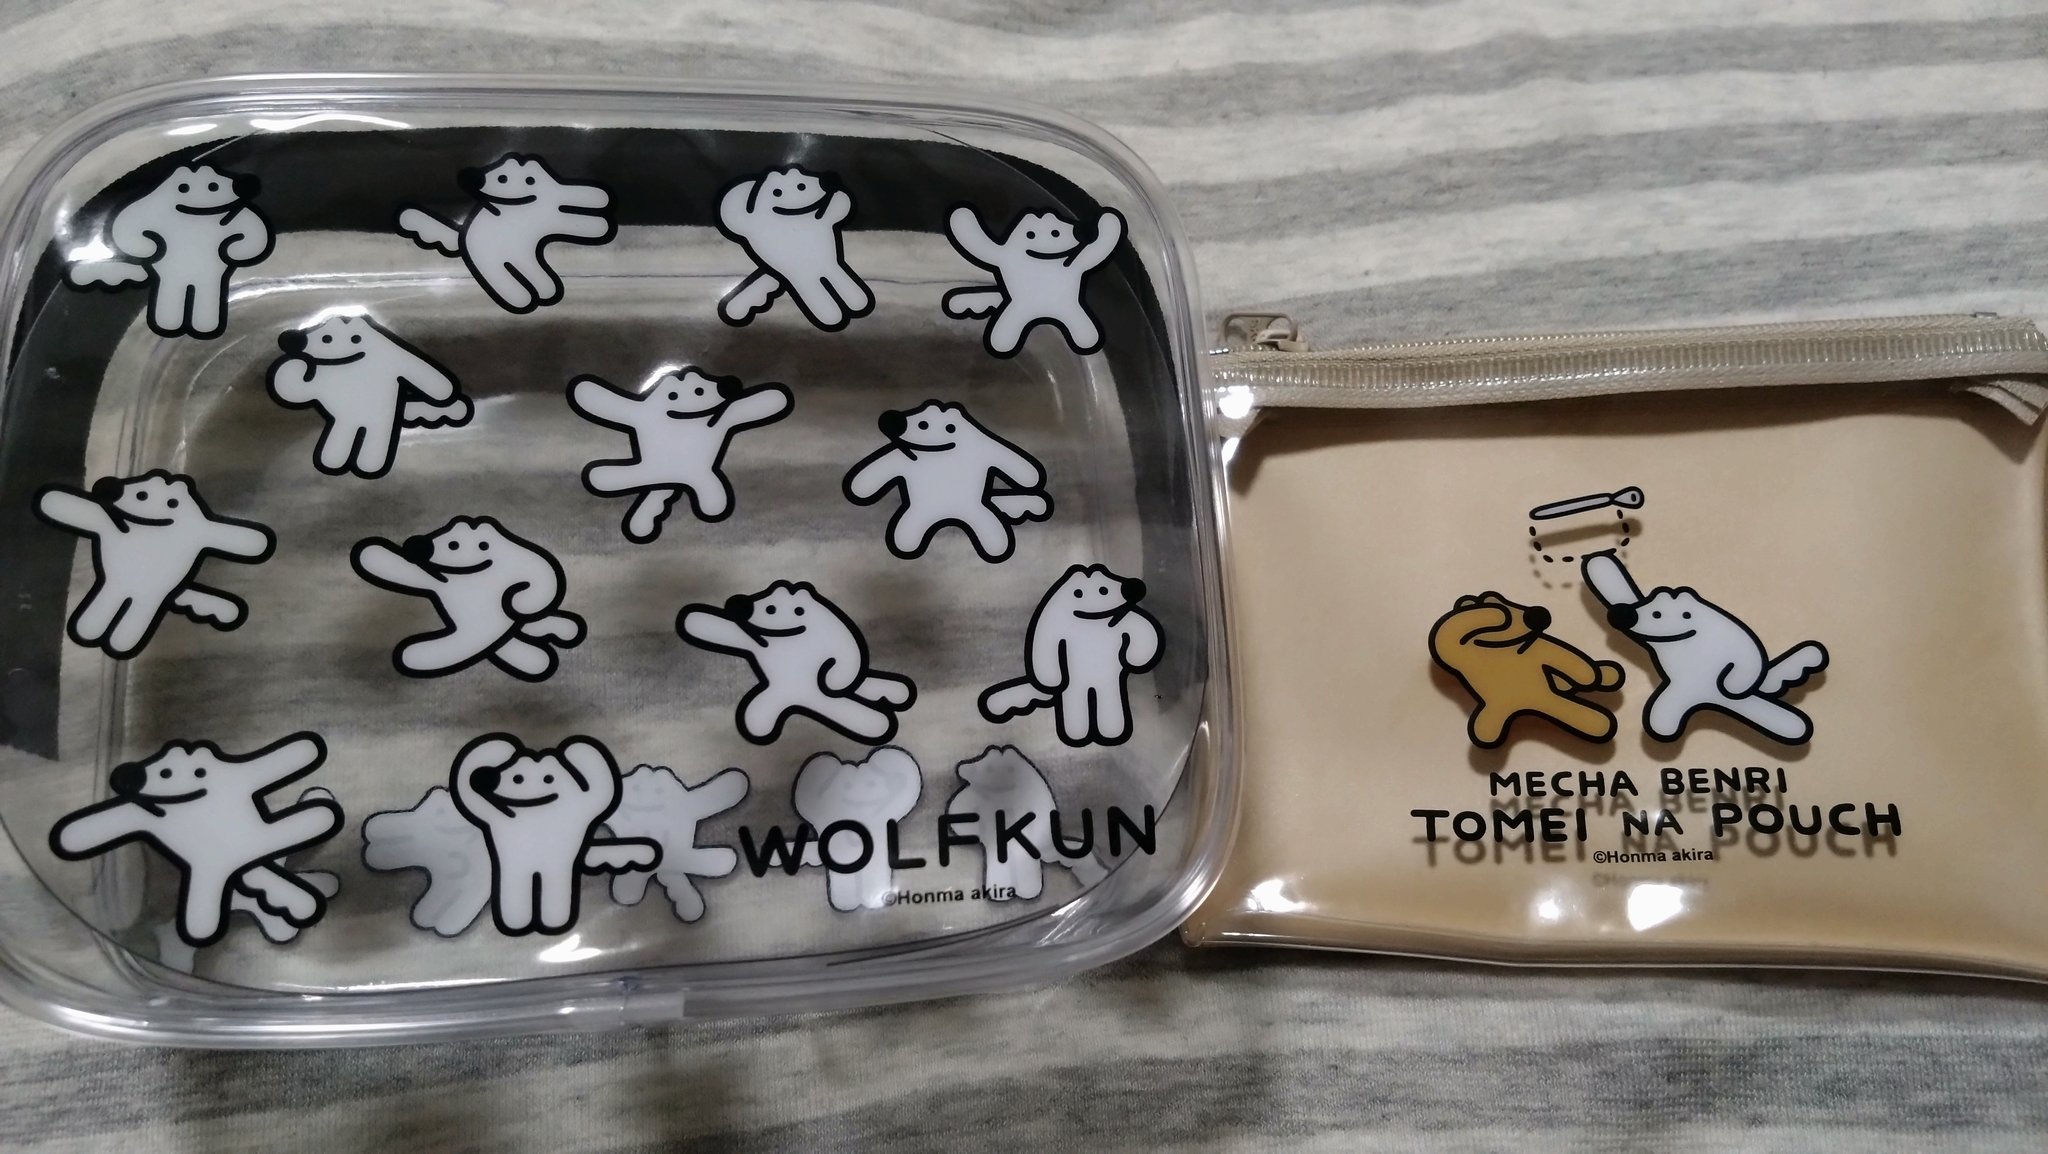 WOLFKUN
©Honma akira
MECHA BENRI
TOMEI NA POUCH
©Honma akira